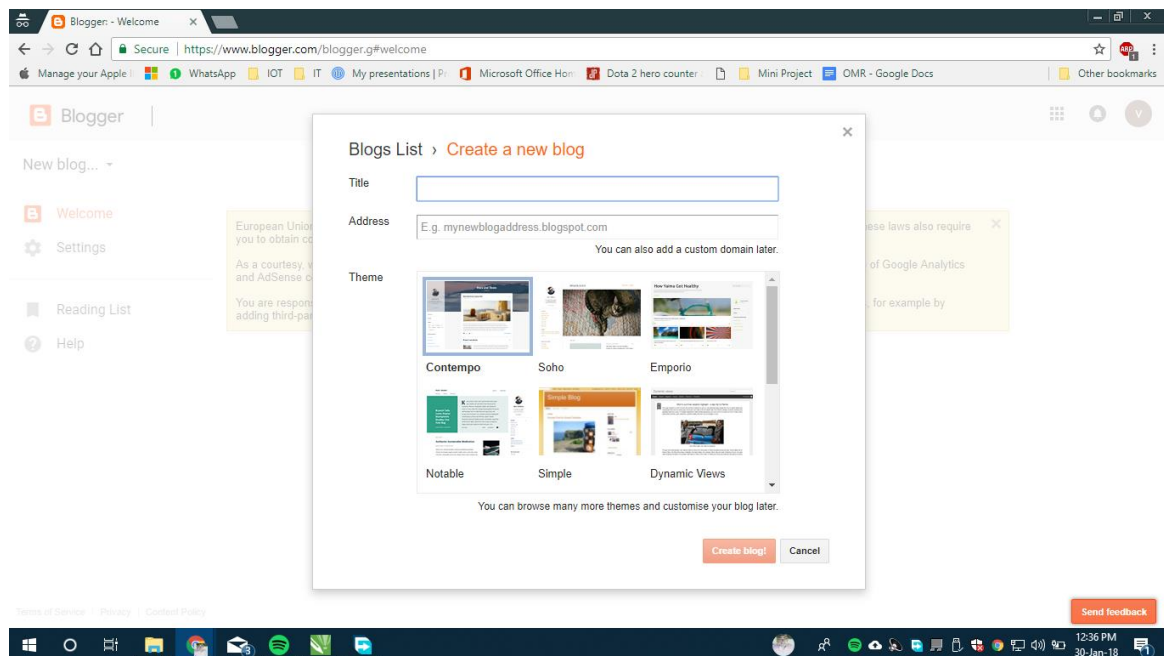 Blogger: - Welcome
Secure | https://www.blogger.com/blogger.g#welcome
Manage your Apple WhatsApp IOT IT My presentations | Pr Microsoft Office Hom Dota 2 hero counter Mini Project OMR - Google Docs Other bookmarks
Blogger
V
New blog...
Welcome
Settings
Reading List
Help
European Union
you to obtain co
As a courtesy, w
and AdSense c
You are respons
adding third-par
ese laws also require
of Google Analytics
, for example by
Blogs List › Create a new blog
Title
Address
E.g. mynewblogaddress.blogspot.com
You can also add a custom domain later.
Theme
How Yalma Eat Healthy
Contempo
Soho
Emporio
Simple Blog
Notable
Simple
Dynamic Views
You can browse many more themes and customise your blog later.
Create blog!
Cancel
Terms of Service | Privacy | Content Policy
Send feedback
12:36 PM
30-Jan-18